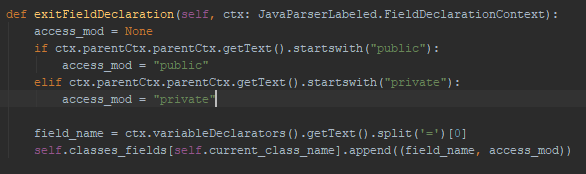 def exitFieldDeclaration(self, ctx: JavaParserLabeled.FieldDeclarationContext):
    access_mod = None
    if ctx.parentCtx.parentCtx.getText().startswith("public"):
        access_mod = "public"
    elif ctx.parentCtx.parentCtx.getText().startswith("private"):
        access_mod = "private"
    field_name = ctx.variableDeclarators().getText().split('=')[0]
    self.classes_fields[self.current_class_name].append((field_name, access_mod))